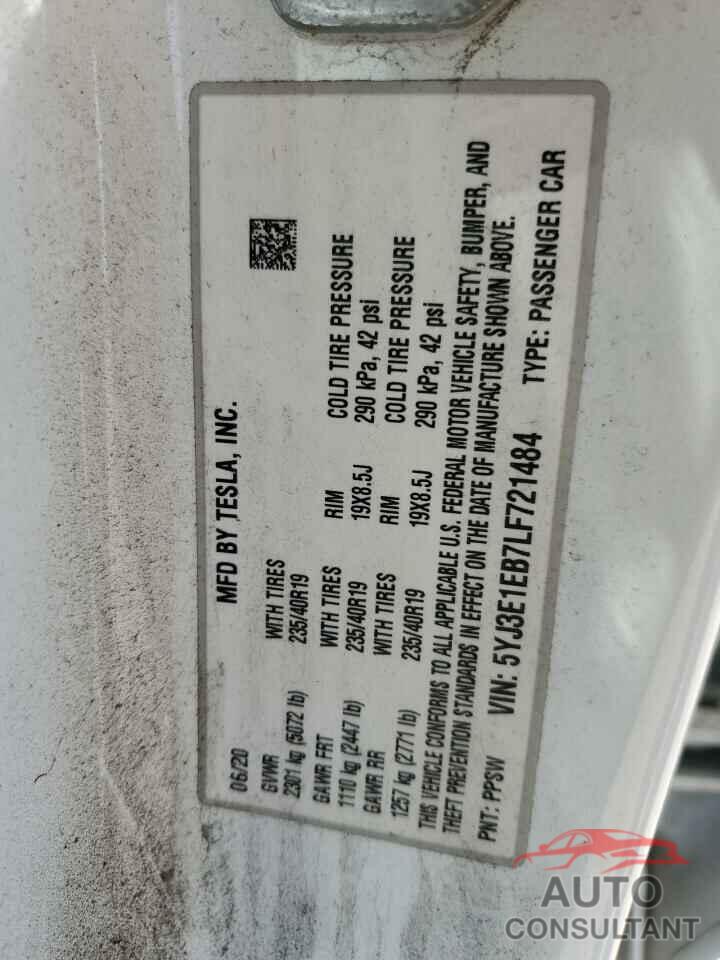 MFD BY TESLA, INC.
06/20
GVWR WITH TIRES
2301 kg (5072 lb) 235/40R19
GAWR FRT WITH TIRES RIM COLD TIRE PRESSURE
1110 kg (2447 lb) 235/40R19 19X8.5J 290 kPa, 42 psi
GAWR RR WITH TIRES RIM COLD TIRE PRESSURE
1257 kg (2771 lb) 235/40R19 19X8.5J 290 kPa, 42 psi
THIS VEHICLE CONFORMS TO ALL APPLICABLE U.S. FEDERAL MOTOR VEHICLE SAFETY, BUMPER, AND
THEFT PREVENTION STANDARDS IN EFFECT ON THE DATE OF MANUFACTURE SHOWN ABOVE.
PNT: PPSW VIN: 5YJ3E1EB7LF721484 TYPE: PASSENGER CAR
AUTO
CONSULTANT